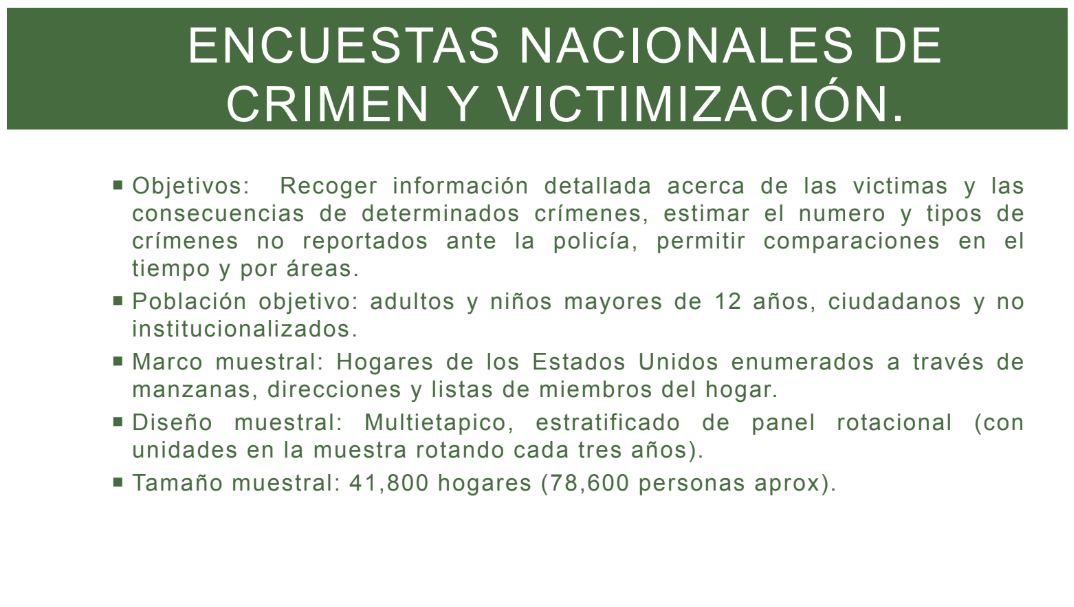 ENCUESTAS NACIONALES DE
CRIMEN Y VICTIMIZACIÓN.
▪ Objetivos: Recoger información detallada acerca de las victimas y las
consecuencias de determinados crímenes, estimar el numero y tipos de
crímenes no reportados ante la policía, permitir comparaciones en el
tiempo y por áreas.
▪ Población objetivo: adultos y niños mayores de 12 años, ciudadanos y no
institucionalizados.
▪ Marco muestral: Hogares de los Estados Unidos enumerados a través de
manzanas, direcciones y listas de miembros del hogar.
▪ Diseño muestral: Multietapico, estratificado de panel rotacional (con
unidades en la muestra rotando cada tres años).
▪ Tamaño muestral: 41,800 hogares (78,600 personas aprox).